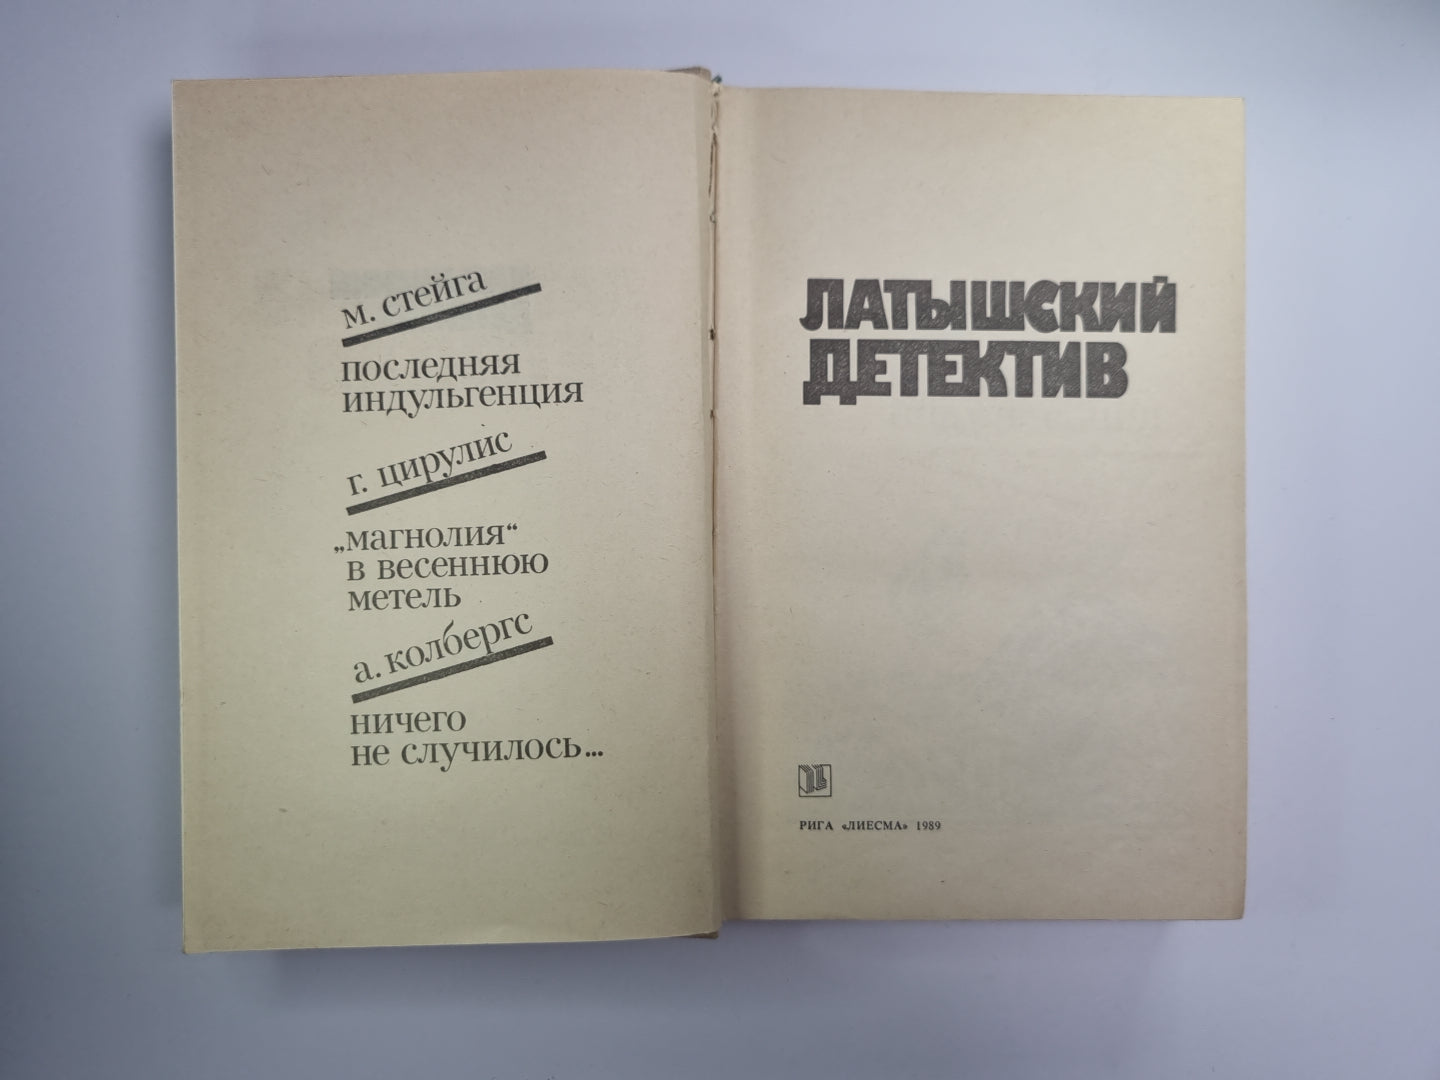 м. стейга
последняя
индульгенция
г. цирулис
„магнолия“
в весеннюю
метель
а. колбергс
ничего
не случилось...
ЛАТЫШСКИЙ
ДЕТЕКТИВ
РИГА «ЛИЕСМА» 1989